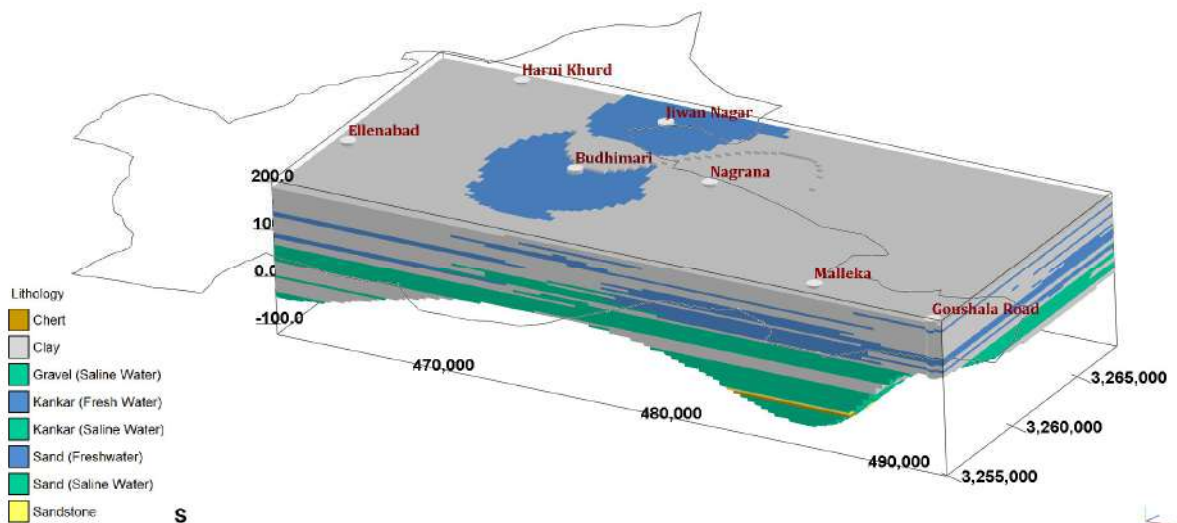 Harni Khurd
Jiwan Nagar
Ellenabad
Budhimari
Nagrana
200.0
10
Malleka
0.0
Goushala Road
Lithology
Chert
-100.0
Clay
470,000
3,265,000
Gravel (Saline Water)
Kankar (Fresh Water)
480,000
3,260,000
Kankar (Saline Water)
Sand (Freshwater)
490,000
3,255,000
Sand (Saline Water)
Sandstone
S